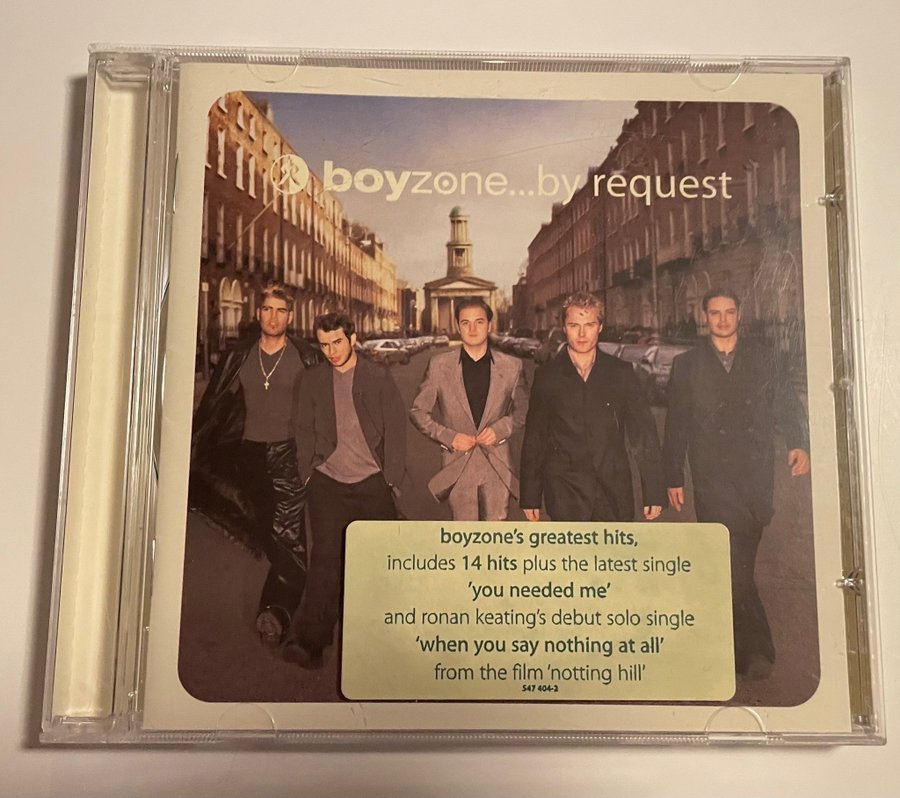 boyzone...by request
boyzone's greatest hits,
includes 14 hits plus the latest single
'you needed me'
and ronan keating's debut solo single
'when you say nothing at all'
from the film 'notting hill'
547 404-2